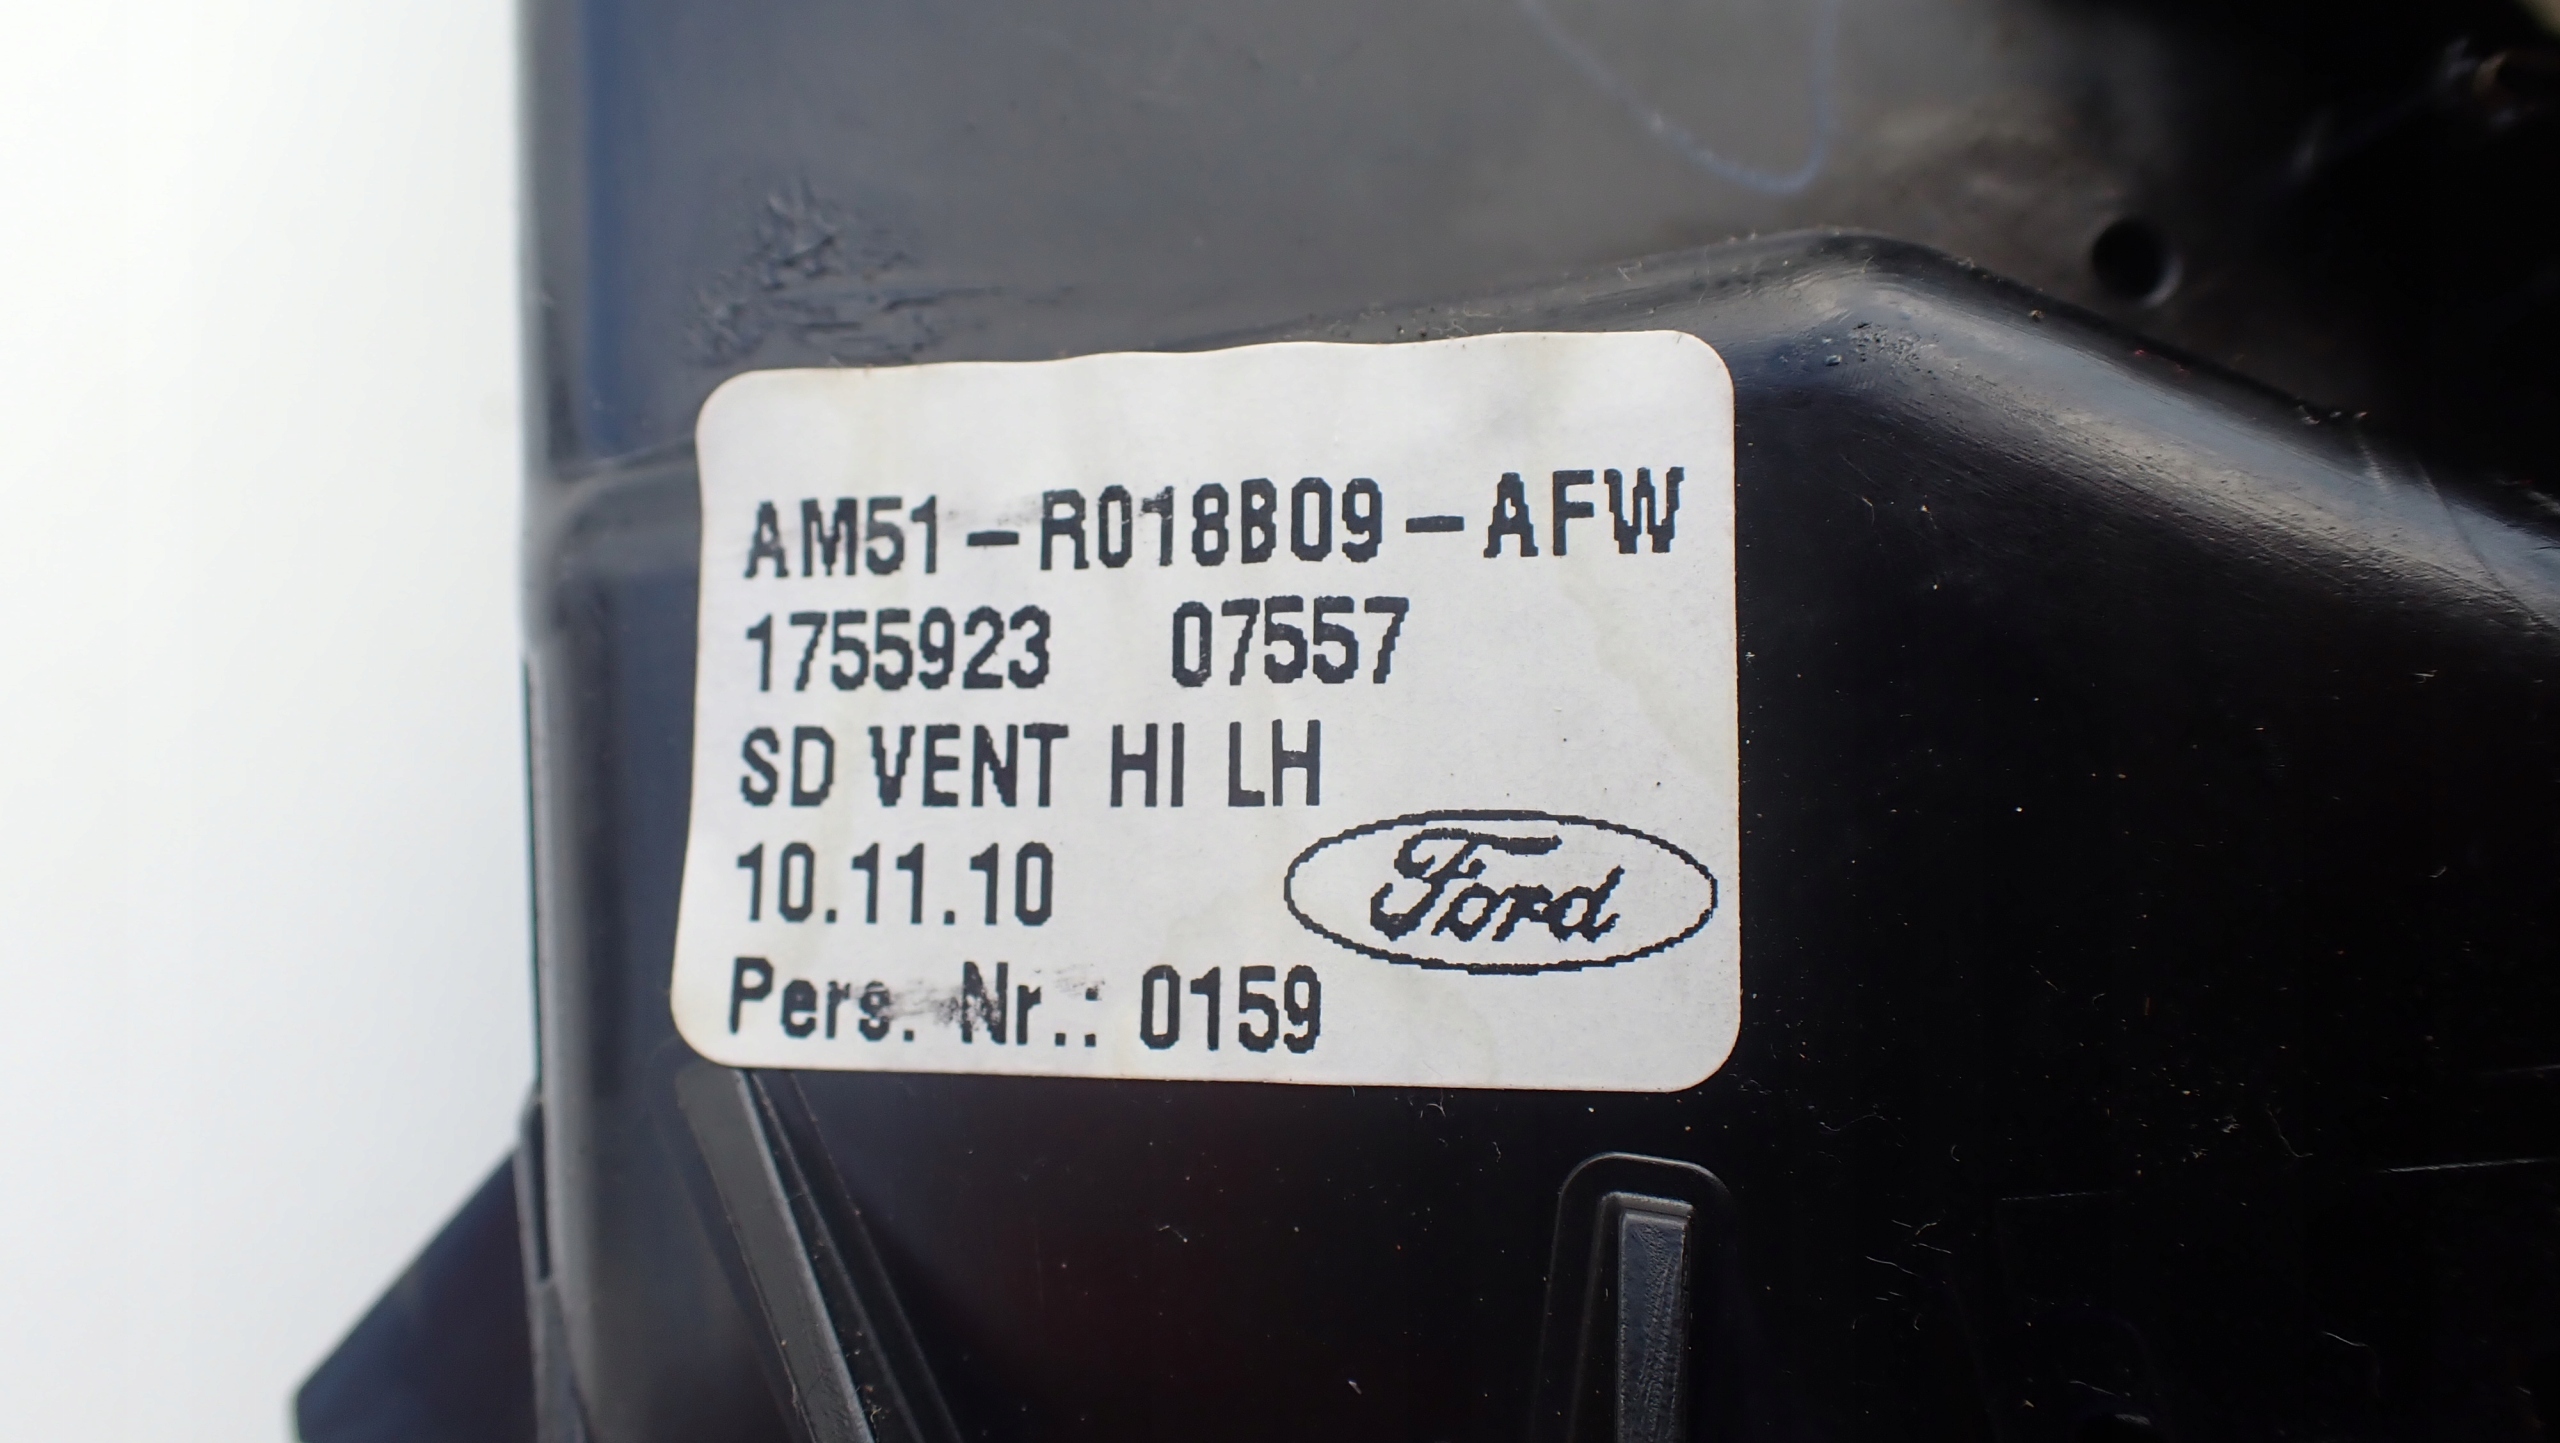 AM51-R018B09-AFW
1755923 07557
SD VENT HI LH
10.11.10
Ford
Pers. Nr.: 0159